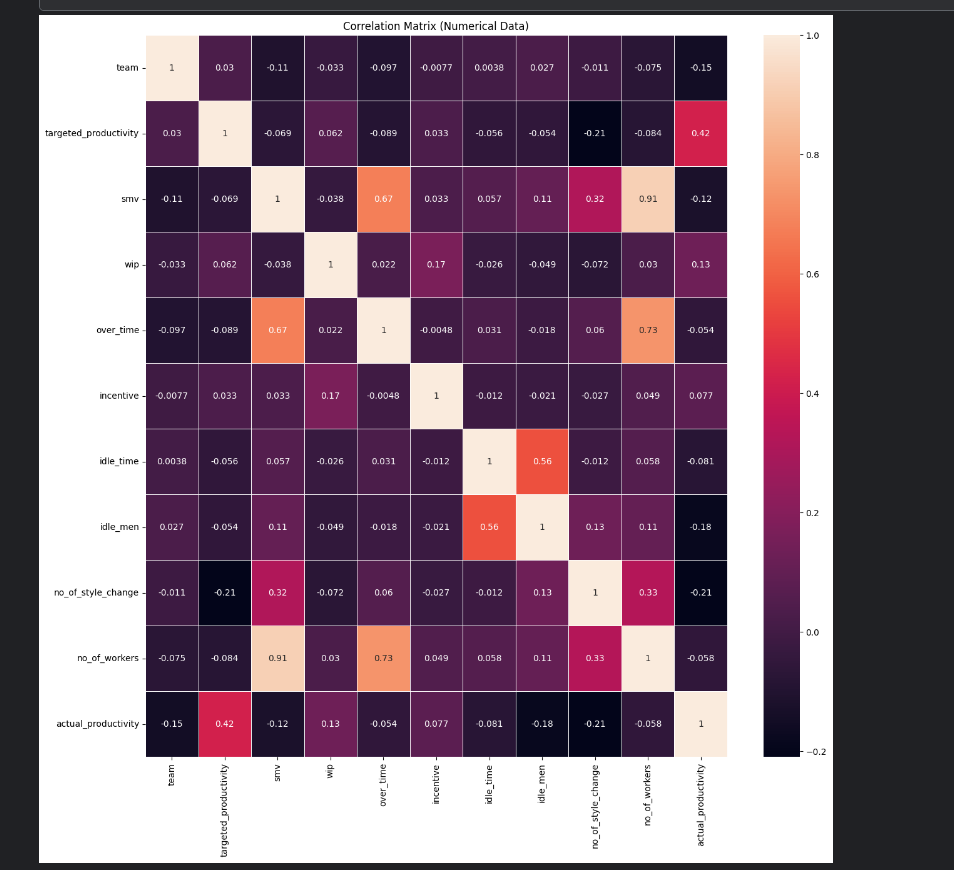 Correlation Matrix (Numerical Data)
team 1 0.03 -0.11 -0.033 -0.097 -0.0077 0.0038 0.027 -0.011 -0.075 -0.15
targeted_productivity 0.03 1 -0.069 0.062 -0.089 0.033 -0.056 -0.054 -0.21 -0.084 0.42
smv -0.11 -0.069 1 -0.038 0.67 0.033 0.057 0.11 0.32 0.91 -0.12
wip -0.033 0.062 -0.038 1 0.022 0.17 -0.026 -0.049 -0.072 0.03 0.13
over_time -0.097 -0.089 0.67 0.022 1 -0.0048 0.031 -0.018 0.06 0.73 -0.054
incentive -0.0077 0.033 0.033 0.17 -0.0048 1 -0.012 -0.021 -0.027 0.049 0.077
idle_time 0.0038 -0.056 0.057 -0.026 0.031 -0.012 1 0.56 -0.012 0.058 -0.081
idle_men 0.027 -0.054 0.11 -0.049 -0.018 -0.021 0.56 1 0.13 0.11 -0.18
no_of_style_change -0.011 -0.21 0.32 -0.072 0.06 -0.027 -0.012 0.13 1 0.33 -0.21
no_of_workers -0.075 -0.084 0.91 0.03 0.73 0.049 0.058 0.11 0.33 1 -0.058
actual_productivity -0.15 0.42 -0.12 0.13 -0.054 0.077 -0.081 -0.18 -0.21 -0.058 1
team
targeted_productivity
smv
wip
over_time
incentive
idle_time
idle_men
no_of_style_change
no_of_workers
actual_productivity
1.0
0.8
0.6
0.4
0.2
0.0
−0.2